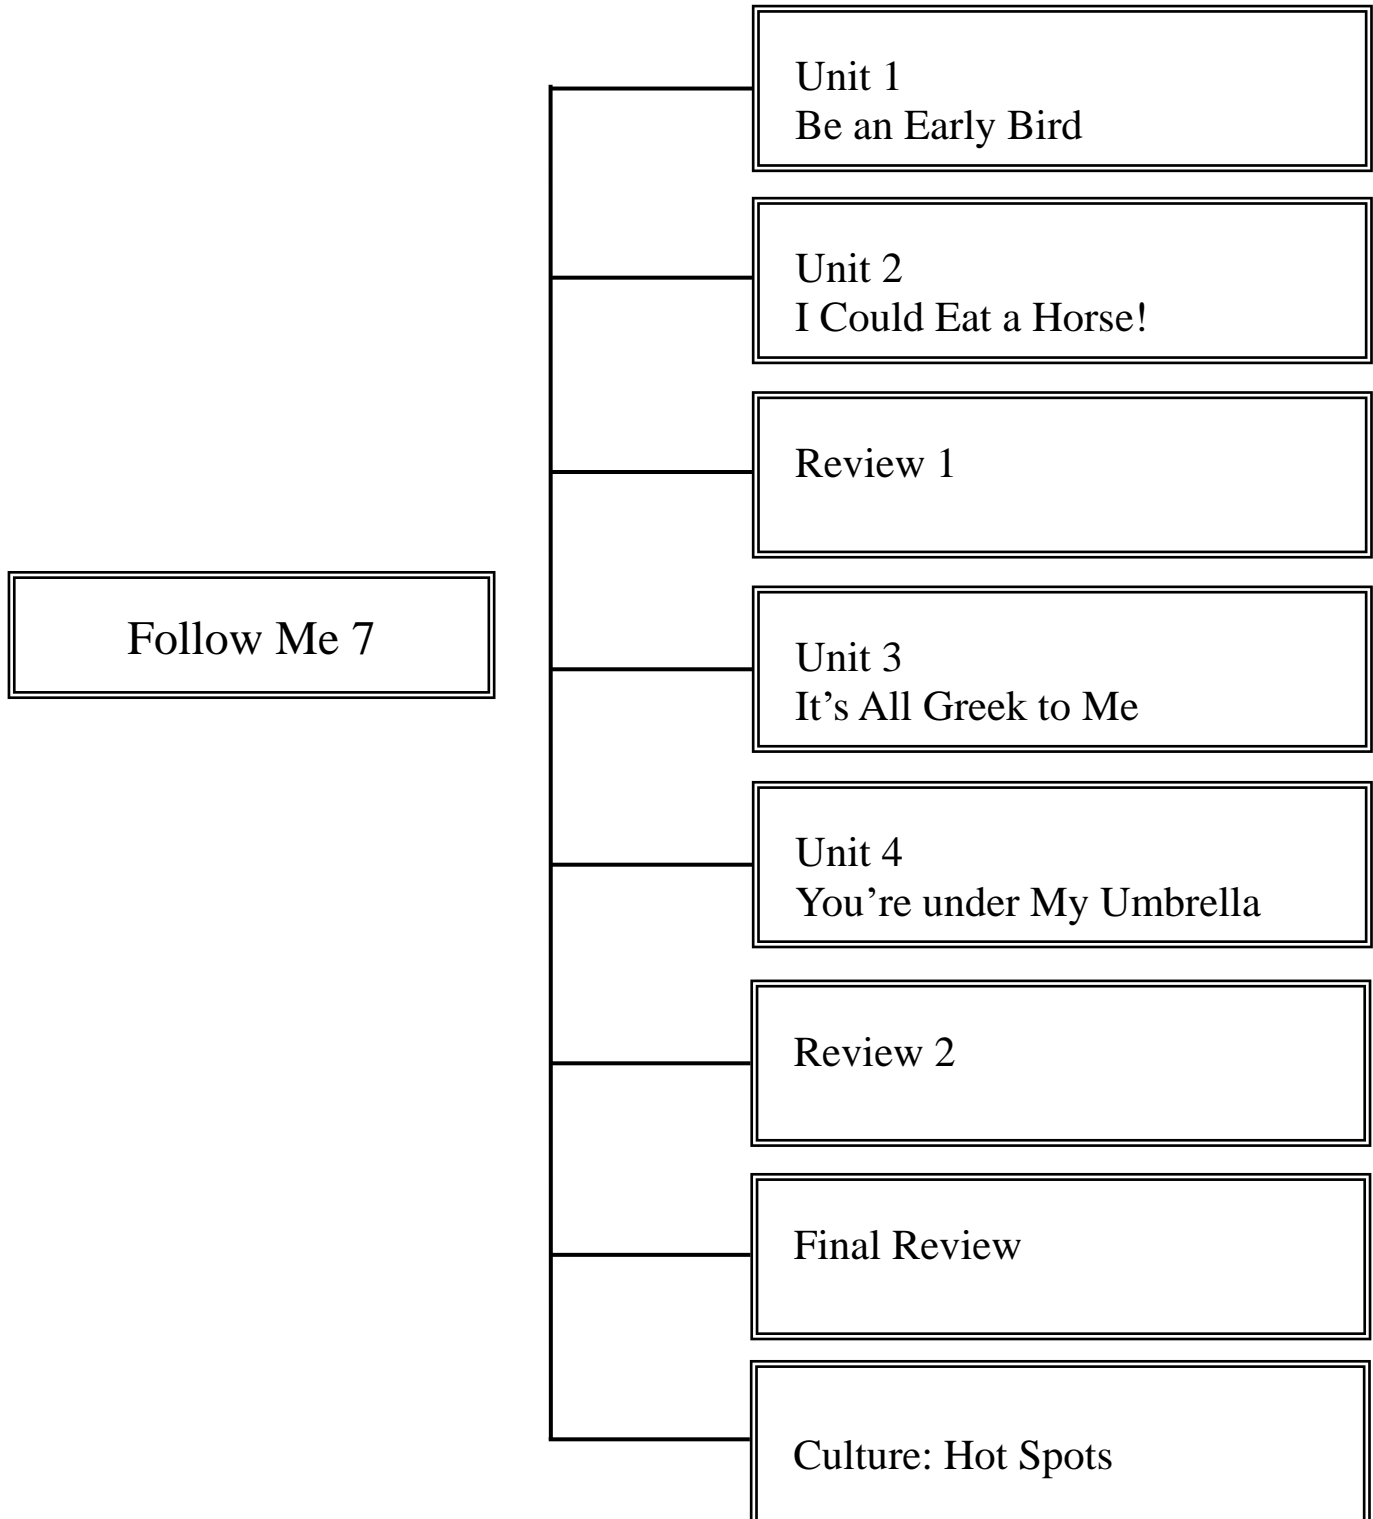 Follow Me 7
Unit 1
Be an Early Bird
Unit 2
I Could Eat a Horse!
Review 1
Unit 3
It’s All Greek to Me
Unit 4
You’re under My Umbrella
Review 2
Final Review
Culture: Hot Spots